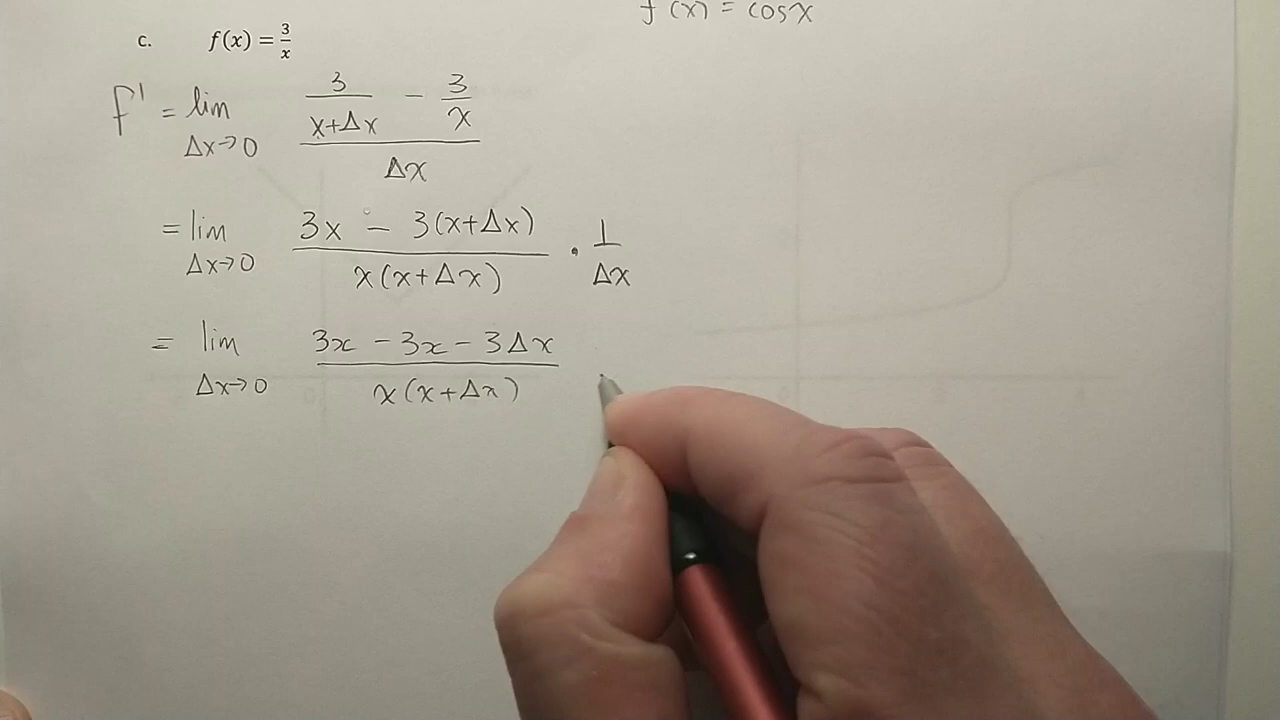 f'(x) = cosx
c. f(x) = 3/x
f' = lim Δx→0 (3/(x+Δx) - 3/x)/Δx
= lim Δx→0 (3x - 3(x+Δx))/(x(x+Δx)) · 1/Δx
= lim Δx→0 (3x - 3x - 3Δx)/(x(x+Δx))